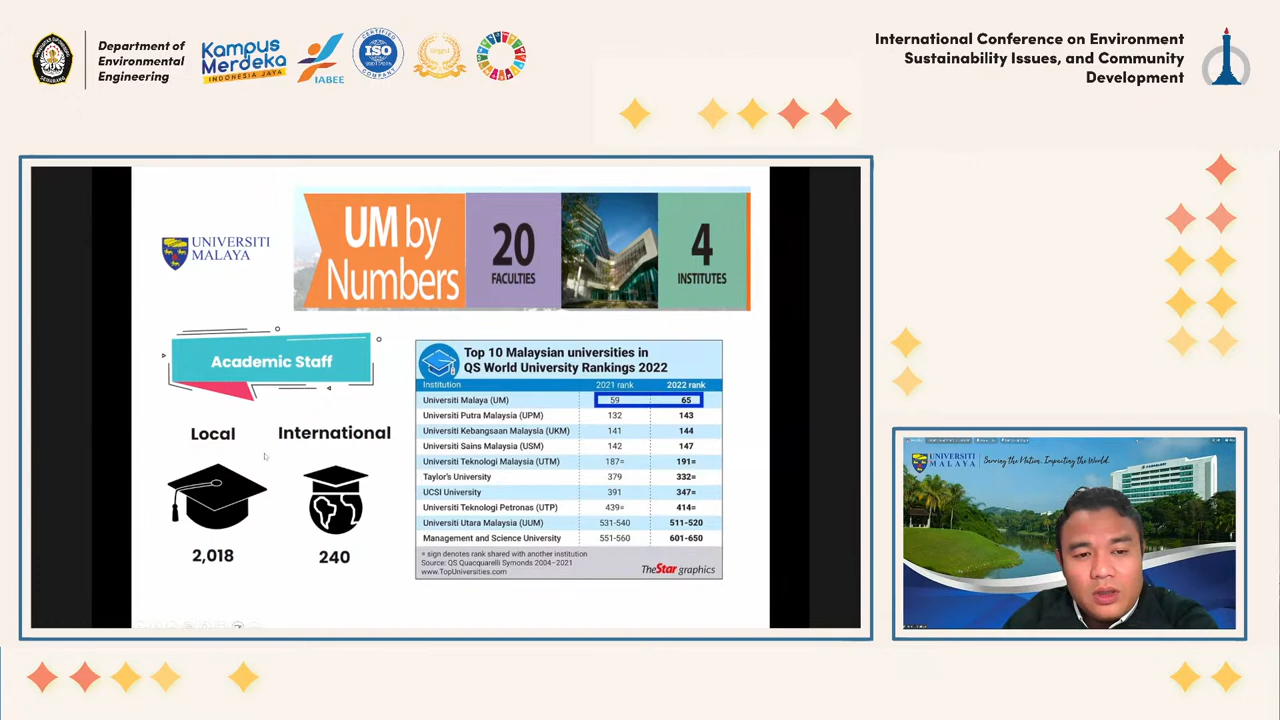 Department of
Environmental
Engineering
Kampus
Merdeka
INDONESIA JAYA
IABEE
CERTIFIED
ISO
COMPANY
International Conference on Environment
Sustainability Issues, and Community
Development
UNIVERSITI
MALAYA
UM by
Numbers
20
FACULTIES
4
INSTITUTES
Academic Staff
Local
International
2,018
240
Top 10 Malaysian universities in
QS World University Rankings 2022
Institution 2021 rank 2022 rank
Universiti Malaya (UM) 59 65
Universiti Putra Malaysia (UPM) 132 143
Universiti Kebangsaan Malaysia (UKM) 141 144
Universiti Sains Malaysia (USM) 142 147
Universiti Teknologi Malaysia (UTM) 187= 191=
Taylor's University 379 332=
UCSI University 391 347=
Universiti Teknologi Petronas (UTP) 439= 414=
Universiti Utara Malaysia (UUM) 531-540 511-520
Management and Science University 551-560 601-650
= sign denotes rank shared with another institution
Source: QS Quacquarelli Symonds 2004–2021
www.TopUniversities.com
TheStar graphics
UNIVERSITI
MALAYA
Serving the Nation, Impacting the World.